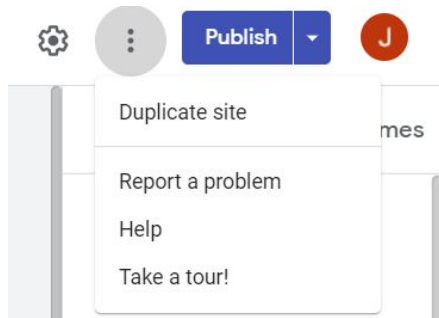 Publish
J
Duplicate site
mes
Report a problem
Help
Take a tour!